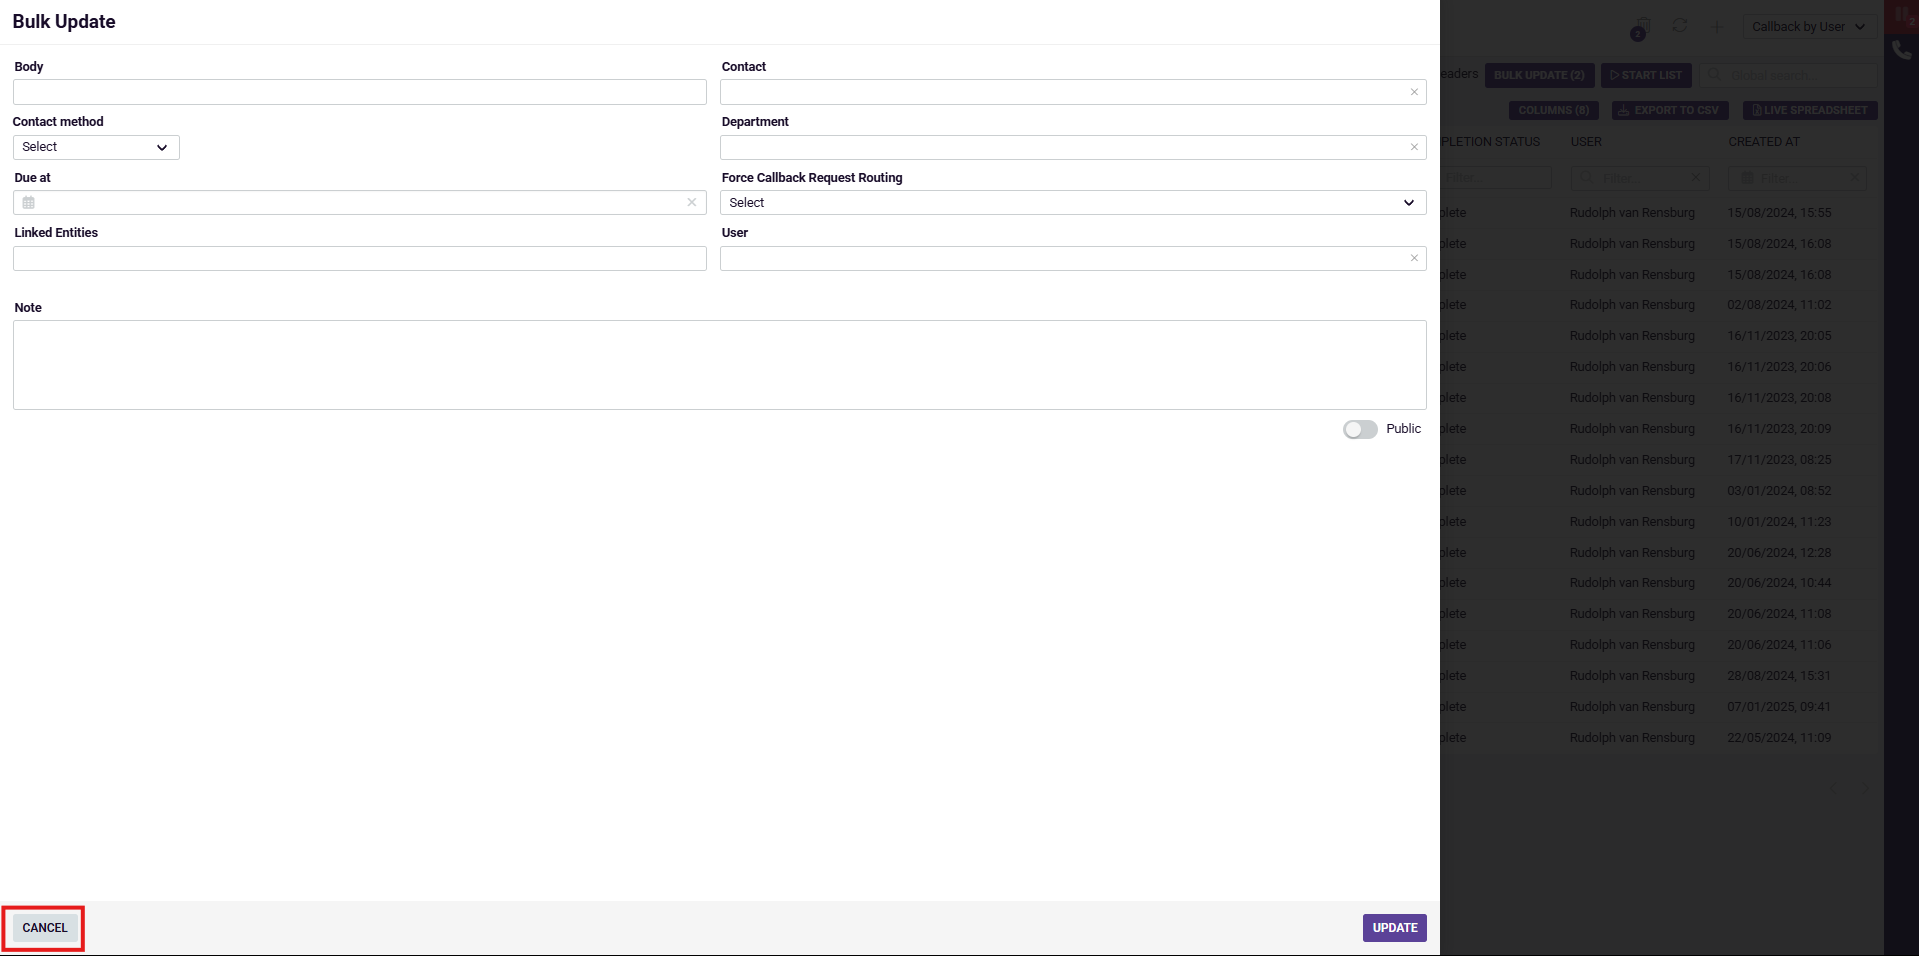 Bulk Update
2
Callback by User
2
eaders
BULK UPDATE (2)
START LIST
Global search...
COLUMNS (8)
EXPORT TO CSV
LIVE SPREADSHEET
Body
Contact
Contact method
Select
Department
Due at
Force Callback Request Routing
Select
Linked Entities
User
Note
Public
CANCEL
UPDATE
PLETION STATUS USER CREATED AT
Filter... Filter... Filter...
plete Rudolph van Rensburg 15/08/2024, 15:55
plete Rudolph van Rensburg 15/08/2024, 16:08
plete Rudolph van Rensburg 15/08/2024, 16:08
plete Rudolph van Rensburg 02/08/2024, 11:02
plete Rudolph van Rensburg 16/11/2023, 20:05
plete Rudolph van Rensburg 16/11/2023, 20:06
plete Rudolph van Rensburg 16/11/2023, 20:08
plete Rudolph van Rensburg 16/11/2023, 20:09
plete Rudolph van Rensburg 17/11/2023, 08:25
plete Rudolph van Rensburg 03/01/2024, 08:52
plete Rudolph van Rensburg 10/01/2024, 11:23
plete Rudolph van Rensburg 20/06/2024, 12:28
plete Rudolph van Rensburg 20/06/2024, 10:44
plete Rudolph van Rensburg 20/06/2024, 11:08
plete Rudolph van Rensburg 20/06/2024, 11:06
plete Rudolph van Rensburg 28/08/2024, 15:31
plete Rudolph van Rensburg 07/01/2025, 09:41
plete Rudolph van Rensburg 22/05/2024, 11:09